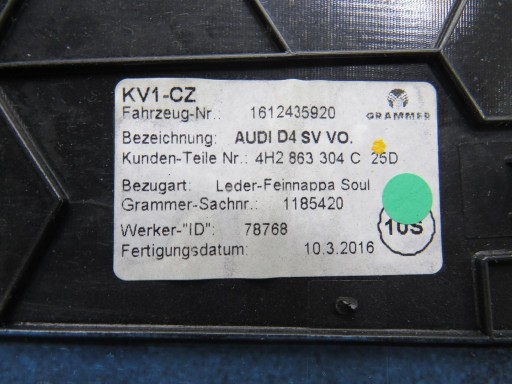 KV1-CZ
Fahrzeug-Nr.: 1612435920
GRAMMER
Bezeichnung: AUDI D4 SV VO.
Kunden-Teile Nr.: 4H2 863 304 C 25D
Bezugart: Leder-Feinnappa Soul
Grammer-Sachnr.: 1185420
Werker-"ID": 78768
10S
Fertigungsdatum: 10.3.2016